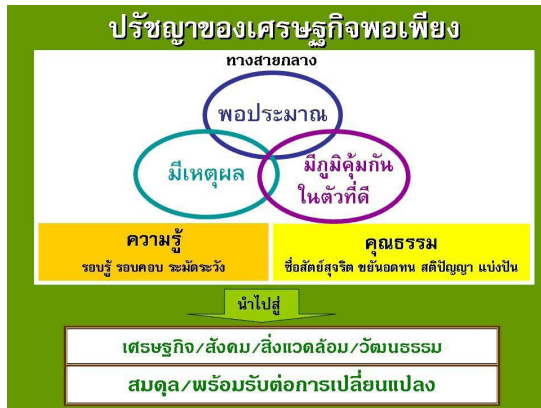 ปรัชญาของเศรษฐกิจพอเพียง
ทางสายกลาง
พอประมาณ
มีเหตุผล
มีภูมิคุ้มกัน
ในตัวที่ดี
ความรู้
รอบรู้ รอบคอบ ระมัดระวัง
คุณธรรม
ซื่อสัตย์สุจริต ขยันอดทน สติปัญญา แบ่งปัน
นำไปสู่
เศรษฐกิจ/สังคม/สิ่งแวดล้อม/วัฒนธรรม
สมดุล/พร้อมรับต่อการเปลี่ยนแปลง